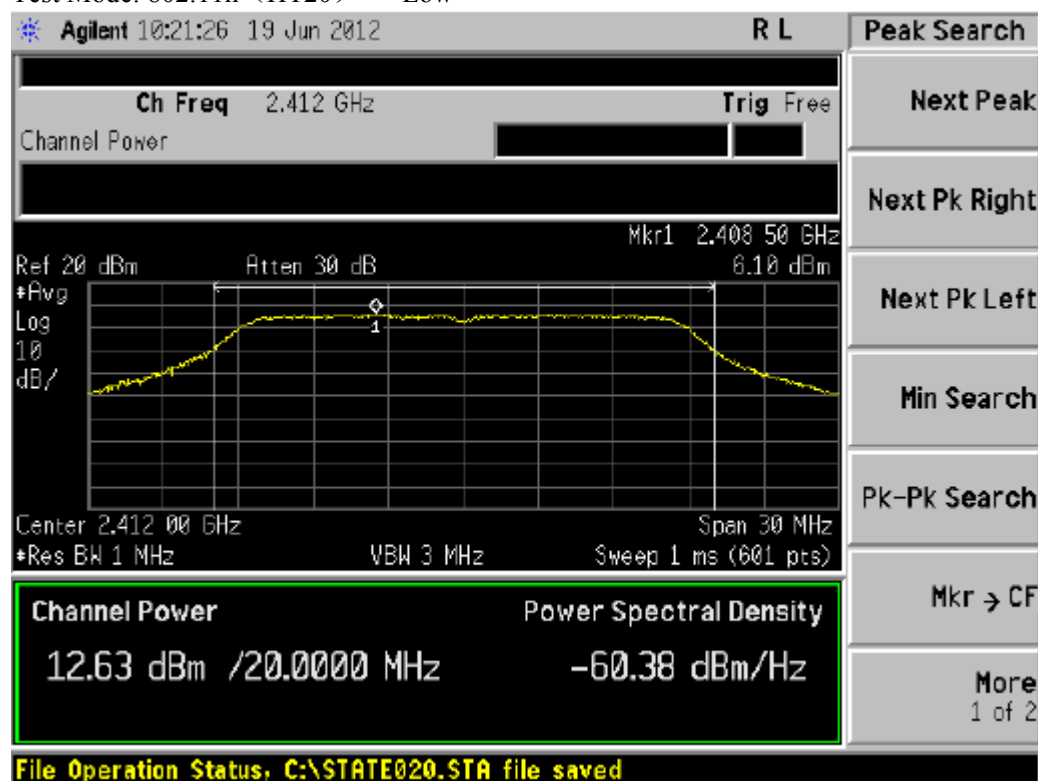 Test Mode: 802.11n (HT20) Low
Agilent 10:21:26 19 Jun 2012 R L
Peak Search
Ch Freq 2.412 GHz Trig Free
Channel Power
Next Peak
Next Pk Right
Mkr1 2.408 50 GHz
Ref 20 dBm Atten 30 dB 6.10 dBm
#Avg
Log
10
dB/
1
Next Pk Left
Min Search
Pk-Pk Search
Center 2.412 00 GHz Span 30 MHz
#Res BW 1 MHz VBW 3 MHz Sweep 1 ms (601 pts)
Channel Power Power Spectral Density
12.63 dBm /20.0000 MHz -60.38 dBm/Hz
Mkr → CF
More
1 of 2
File Operation Status, C:\STATE020.STA file saved